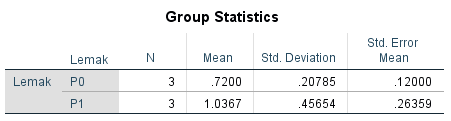 Group Statistics
Lemak N Mean Std. Deviation Std. Error Mean
Lemak P0 3 .7200 .20785 .12000
P1 3 1.0367 .45654 .26359